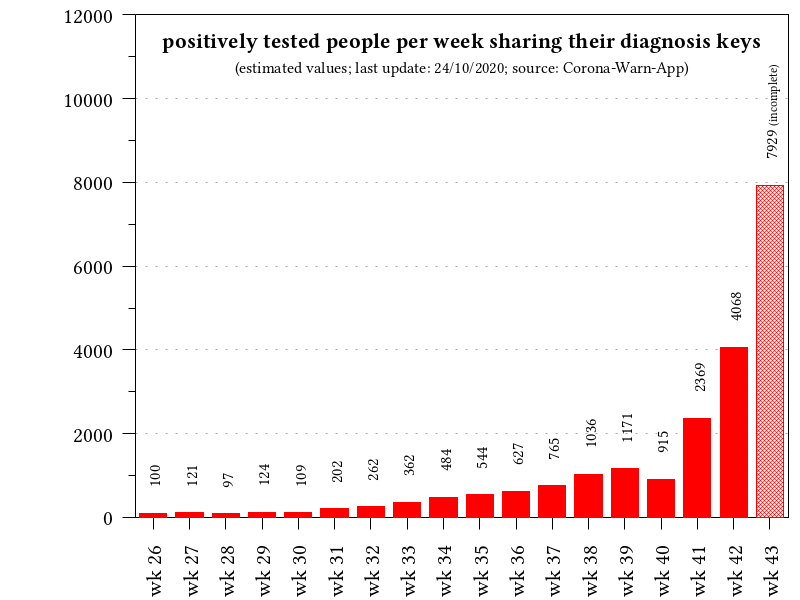 positively tested people per week sharing their diagnosis keys
(estimated values; last update: 24/10/2020; source: Corona-Warn-App)
12000
10000
8000
6000
4000
2000
0
100
121
97
124
109
202
262
362
484
544
627
765
1036
1171
915
2369
4068
7929 (incomplete)
wk 26
wk 27
wk 28
wk 29
wk 30
wk 31
wk 32
wk 33
wk 34
wk 35
wk 36
wk 37
wk 38
wk 39
wk 40
wk 41
wk 42
wk 43